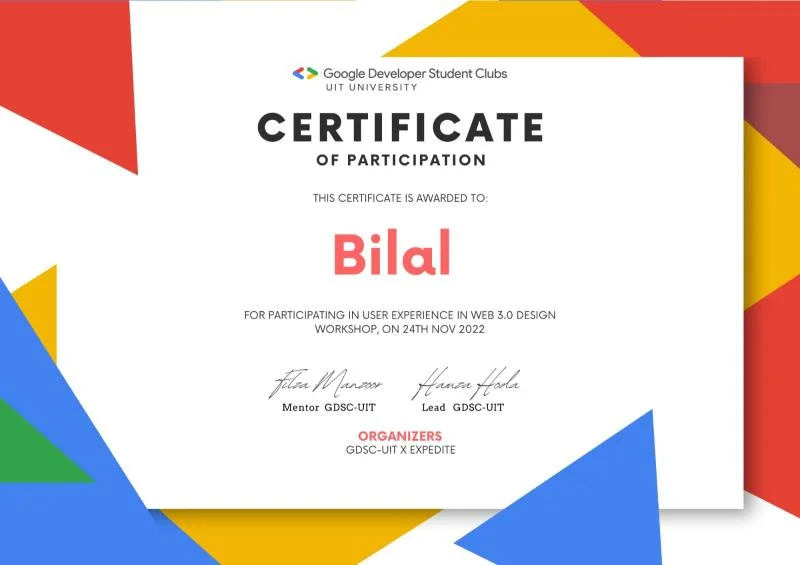 Google Developer Student Clubs
UIT UNIVERSITY
CERTIFICATE
OF PARTICIPATION
THIS CERTIFICATE IS AWARDED TO:
Bilal
FOR PARTICIPATING IN USER EXPERIENCE IN WEB 3.0 DESIGN
WORKSHOP, ON 24TH NOV 2022
Filza Manzoor Hamza Hoda
Mentor GDSC-UIT Lead GDSC-UIT
ORGANIZERS
GDSC-UIT X EXPEDITE